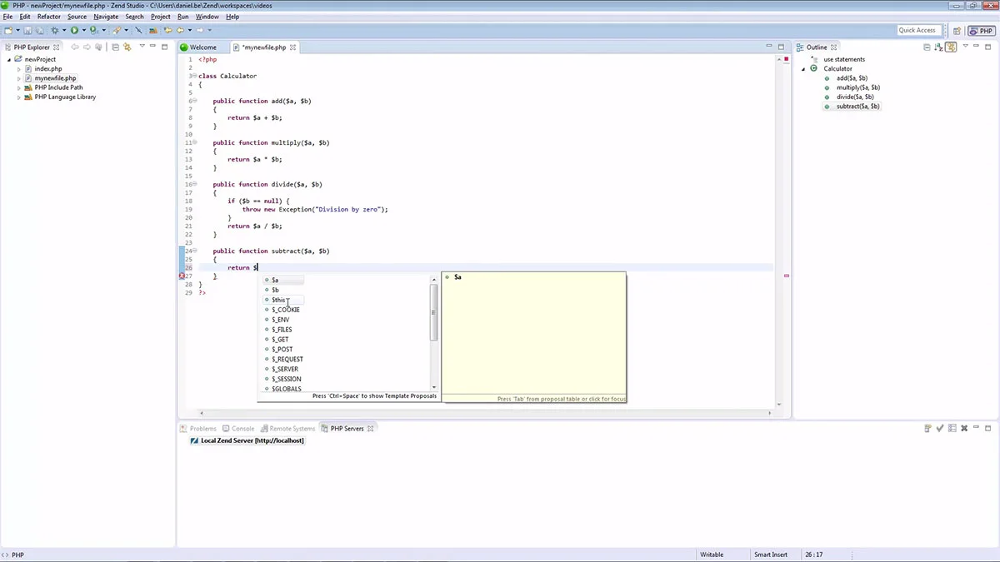 PHP - newProject/mynewfile.php - Zend Studio - C:\Users\daniel.be\Zend\workspaces\videos
File Edit Refactor Source Navigate Search Project Run Window Help
Quick Access PHP
PHP Explorer
newProject
index.php
mynewfile.php
PHP Include Path
PHP Language Library
Welcome *mynewfile.php
1 <?php
2
3 class Calculator
4 {
5
6 public function add($a, $b)
7 {
8 return $a + $b;
9 }
10
11 public function multiply($a, $b)
12 {
13 return $a * $b;
14 }
15
16 public function divide($a, $b)
17 {
18 if ($b == null) {
19 throw new Exception("Division by zero");
20 }
21 return $a / $b;
22 }
23
24 public function subtract($a, $b)
25 {
26 return $
27 }
28 }
29 ?>
$a
$b
$this
$_COOKIE
$_ENV
$_FILES
$_GET
$_POST
$_REQUEST
$_SERVER
$_SESSION
$GLOBALS
Press 'Ctrl+Space' to show Template Proposals
$a
Press 'Tab' from proposal table or click for focus
Outline
use statements
Calculator
add($a, $b)
multiply($a, $b)
divide($a, $b)
subtract($a, $b)
Problems Console Remote Systems PHP Servers
Local Zend Server [http://localhost]
PHP Writable Smart Insert 26 : 17